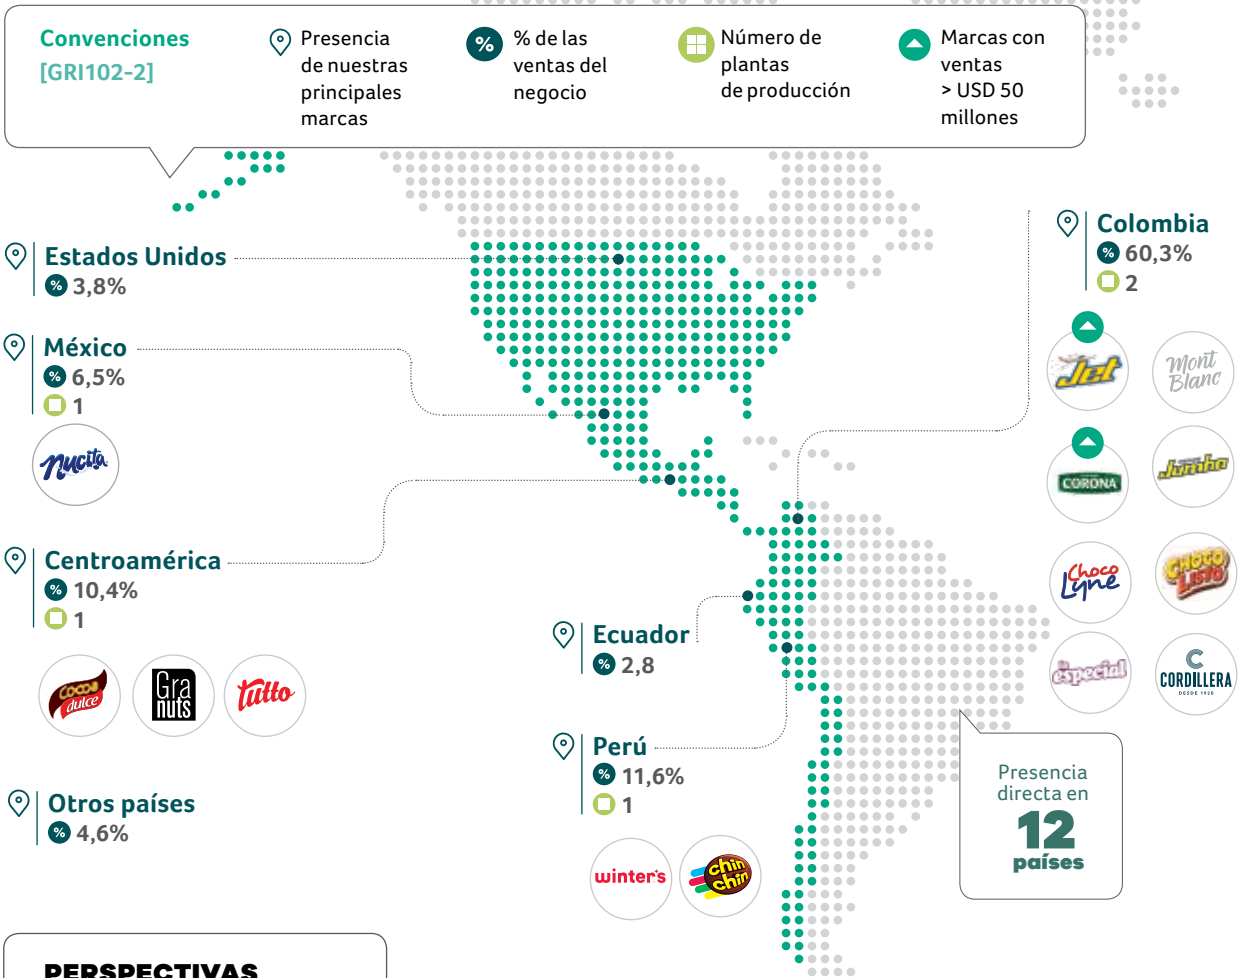 Convenciones
[GRI102-2]
Presencia
de nuestras
principales
marcas
%
% de las
ventas del
negocio
Número de
plantas
de producción
Marcas con
ventas
> USD 50
millones
Estados Unidos
% 3,8%
México
% 6,5%
1
Nucita
Centroamérica
% 10,4%
1
Cocoa
dulce
Gra
nuts
Tutto
Otros países
% 4,6%
Ecuador
% 2,8
Perú
% 11,6%
1
winter's
chin
chin
Colombia
% 60,3%
2
Jet
Mont
Blanc
CORONA
Jumbo
Choco
Lyne
CHOCO
LISTO
la
especial
CORDILLERA
DESDE 1920
Presencia
directa en
12
países
PERSPECTIVAS